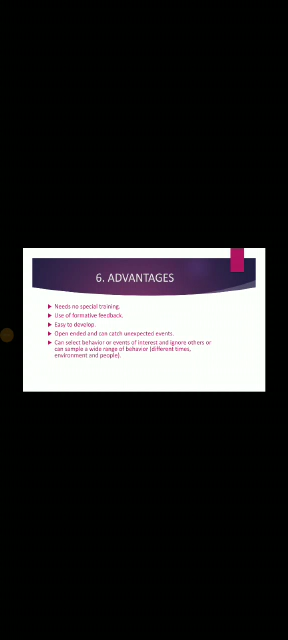 6. ADVANTAGES
Needs no special training.
Use of formative feedback.
Easy to develop.
Open ended and can catch unexpected events.
Can select behavior or events of interest and ignore others or
can sample a wide range of behavior (different times,
environment and people).